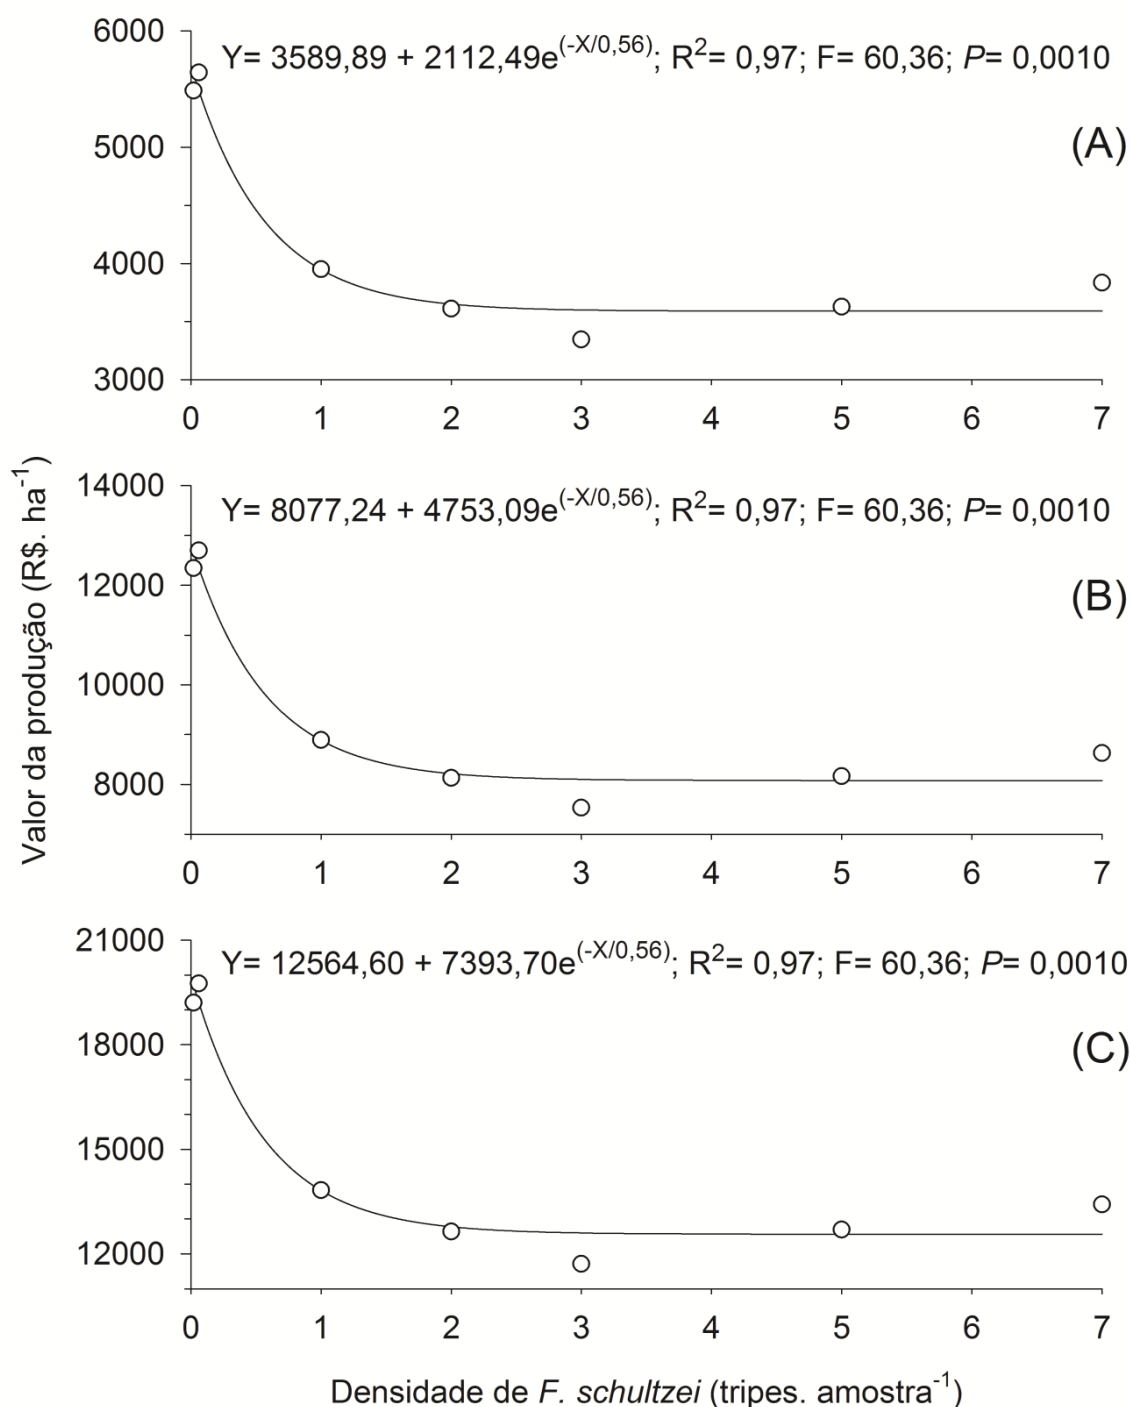 6000
Y= 3589,89 + 2112,49e^(-X/0,56); R²= 0,97; F= 60,36; P= 0,0010
5000
(A)
4000
3000
0 1 2 3 4 5 6 7
Valor da produção (R$. ha⁻¹)
14000
Y= 8077,24 + 4753,09e^(-X/0,56); R²= 0,97; F= 60,36; P= 0,0010
12000
(B)
10000
8000
0 1 2 3 4 5 6 7
21000
Y= 12564,60 + 7393,70e^(-X/0,56); R²= 0,97; F= 60,36; P= 0,0010
18000
(C)
15000
12000
0 1 2 3 4 5 6 7
Densidade de F. schultzei (tripes. amostra⁻¹)